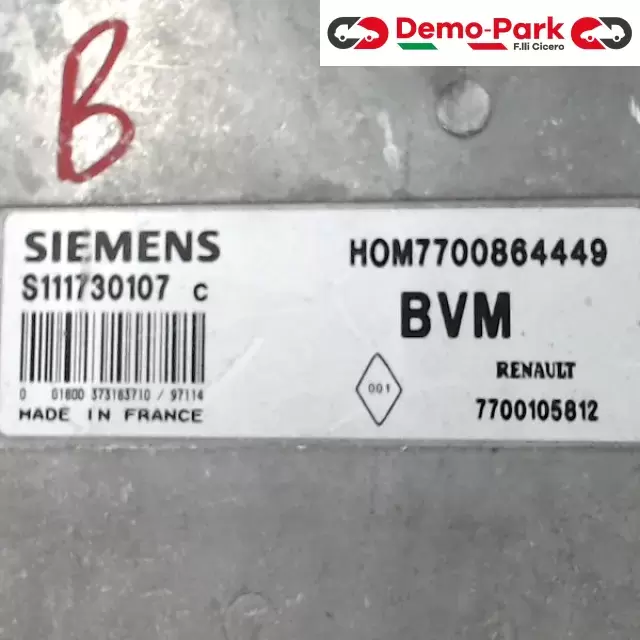 Demo-Park
F.lli Cicero
B
SIEMENS
S111730107 C
0 01600 373163710 / 97114
MADE IN FRANCE
HOM7700864449
BVM
001
RENAULT
7700105812